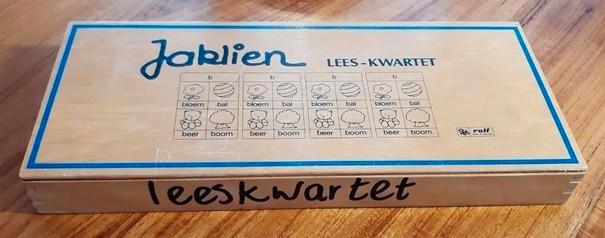 Jaklien LEES-KWARTET
b b b b
bloem bal bloem bal bloem bal bloem bal
beer boom beer boom beer boom beer boom
rolf
leeskwartet